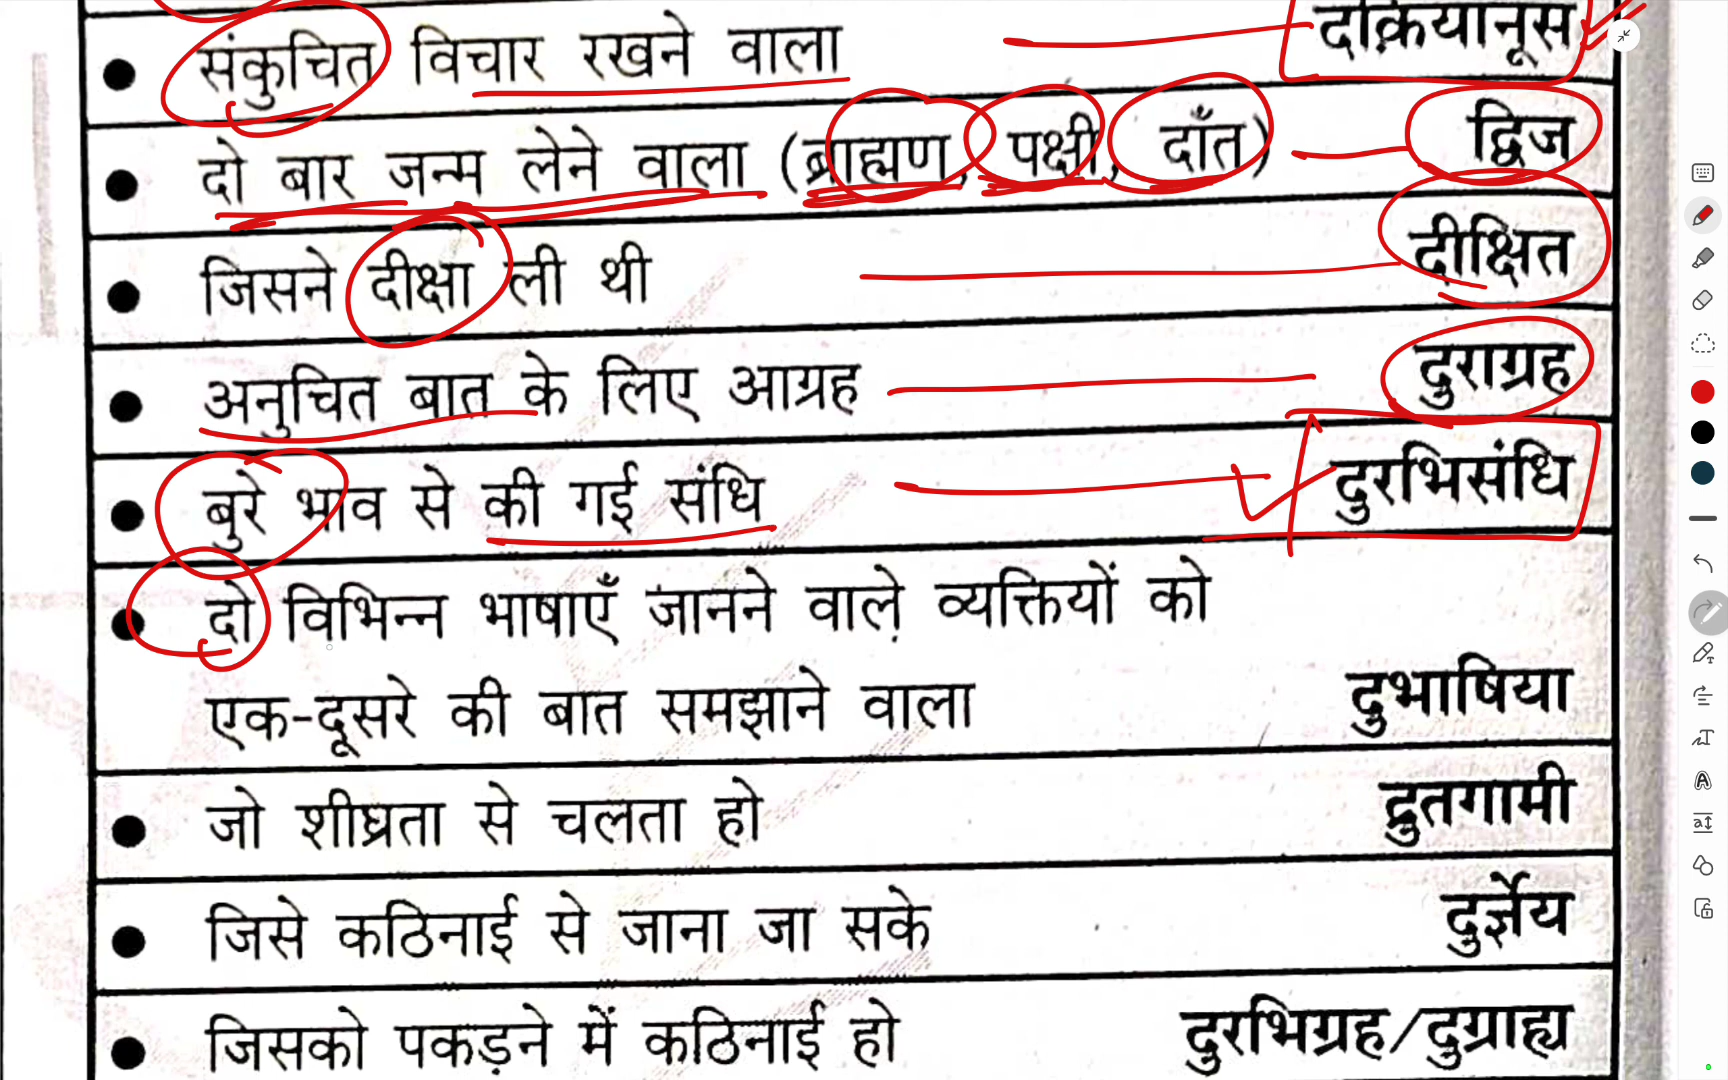 संकुचित विचार रखने वाला दक़ियानूस
दो बार जन्म लेने वाला (ब्राह्मण, पक्षी, दाँत) द्विज
जिसने दीक्षा ली थी दीक्षित
अनुचित बात के लिए आग्रह दुराग्रह
बुरे भाव से की गई संधि दुरभिसंधि
दो विभिन्न भाषाएँ जानने वाले व्यक्तियों को
एक-दूसरे की बात समझाने वाला दुभाषिया
जो शीघ्रता से चलता हो द्रुतगामी
जिसे कठिनाई से जाना जा सके दुर्ज्ञेय
जिसको पकड़ने में कठिनाई हो दुरभिग्रह/दुग्राह्य